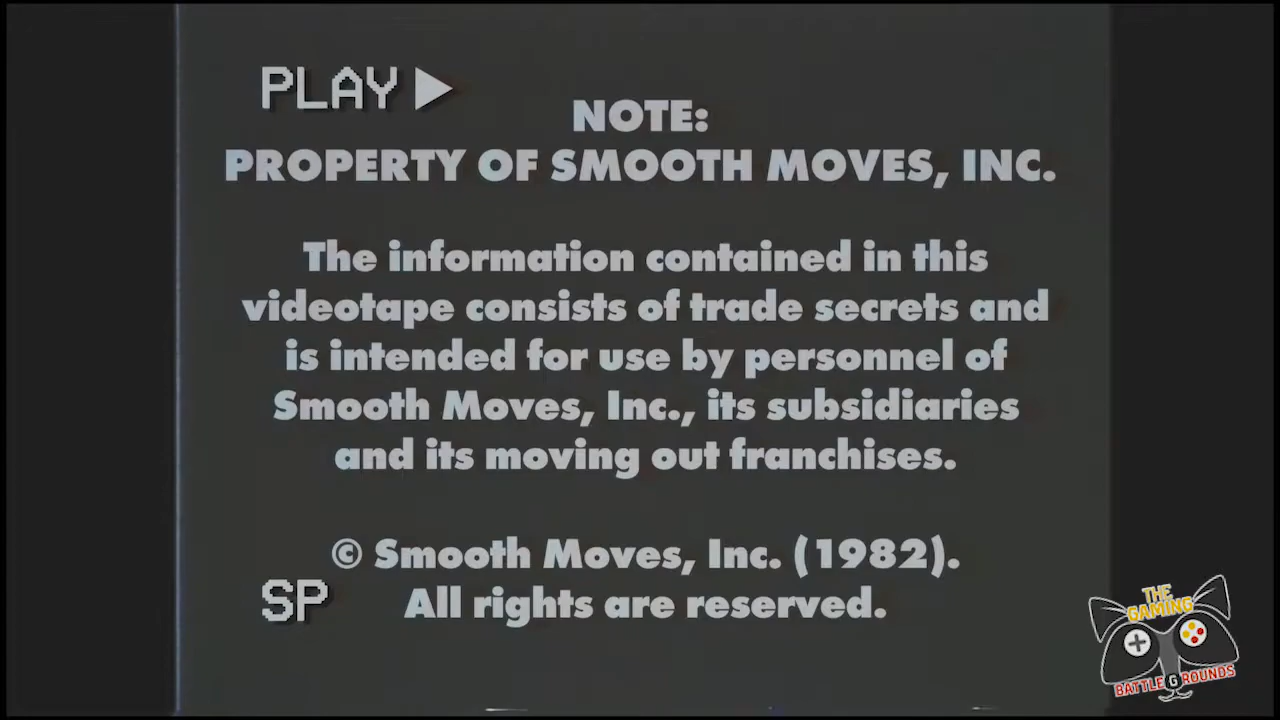 PLAY
NOTE:
PROPERTY OF SMOOTH MOVES, INC.
The information contained in this
videotape consists of trade secrets and
is intended for use by personnel of
Smooth Moves, Inc., its subsidiaries
and its moving out franchises.
© Smooth Moves, Inc. (1982).
SP
All rights are reserved.
THE
GAMING
BATTLEGROUNDS